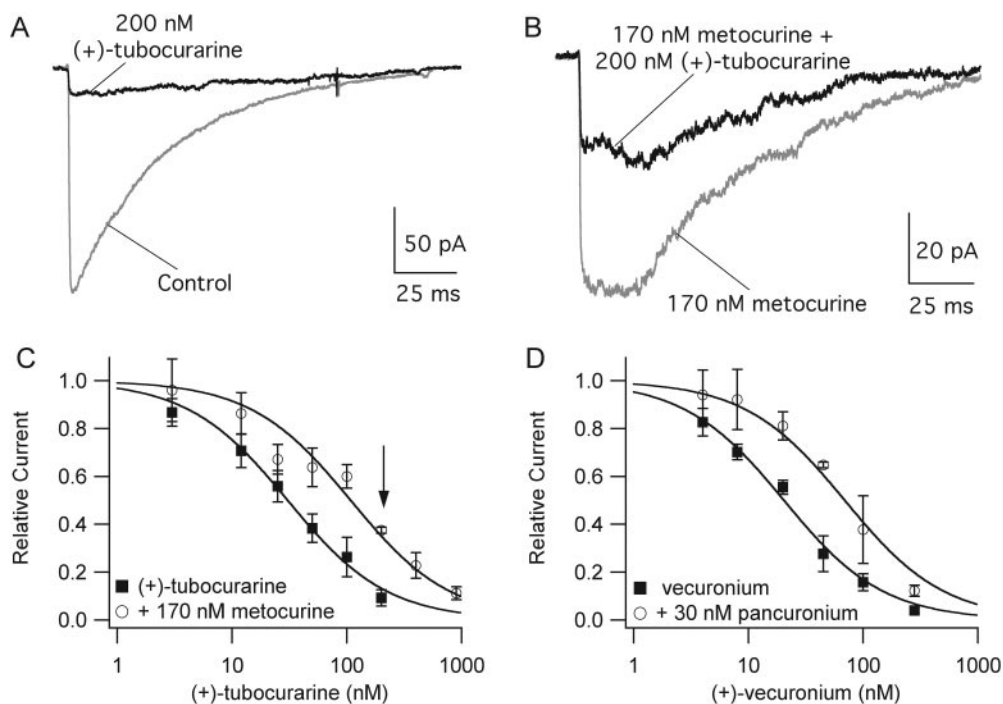 A
200 nM
(+)-tubocurarine
50 pA
25 ms
Control
B
170 nM metocurine +
200 nM (+)-tubocurarine
20 pA
25 ms
170 nM metocurine
C
1.0
0.8
0.6
0.4
0.2
0.0
Relative Current
(+)-tubocurarine
+ 170 nM metocurine
1 10 100 1000
(+)-tubocurarine (nM)
D
1.0
0.8
0.6
0.4
0.2
0.0
Relative Current
vecuronium
+ 30 nM pancuronium
1 10 100 1000
(+)-vecuronium (nM)